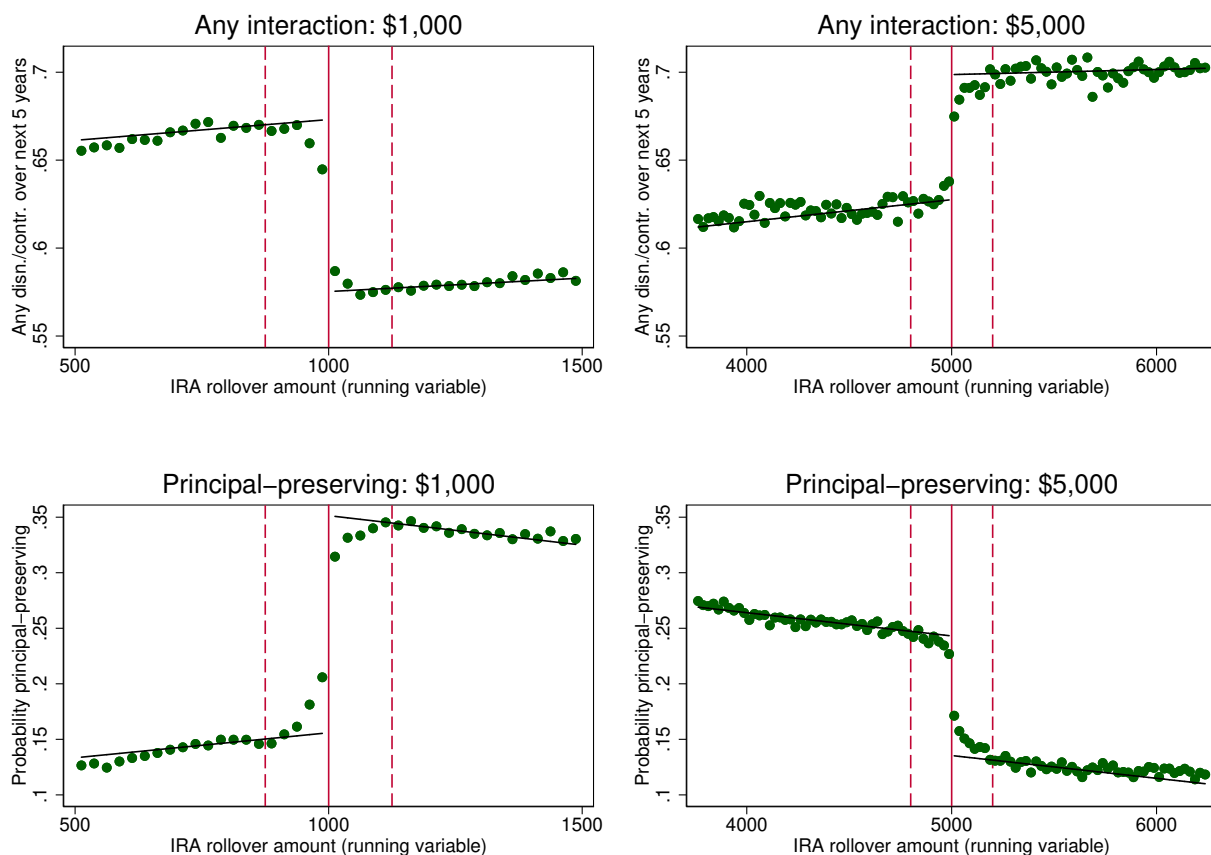 Any interaction: $1,000
Any disn./contr. over next 5 years
.7
.65
.6
.55
500
1000
1500
IRA rollover amount (running variable)
Any interaction: $5,000
Any disn./contr. over next 5 years
.7
.65
.6
.55
4000
5000
6000
IRA rollover amount (running variable)
Principal−preserving: $1,000
Probability principal−preserving
.35
.3
.25
.2
.15
.1
500
1000
1500
IRA rollover amount (running variable)
Principal−preserving: $5,000
Probability principal−preserving
.35
.3
.25
.2
.15
.1
4000
5000
6000
IRA rollover amount (running variable)